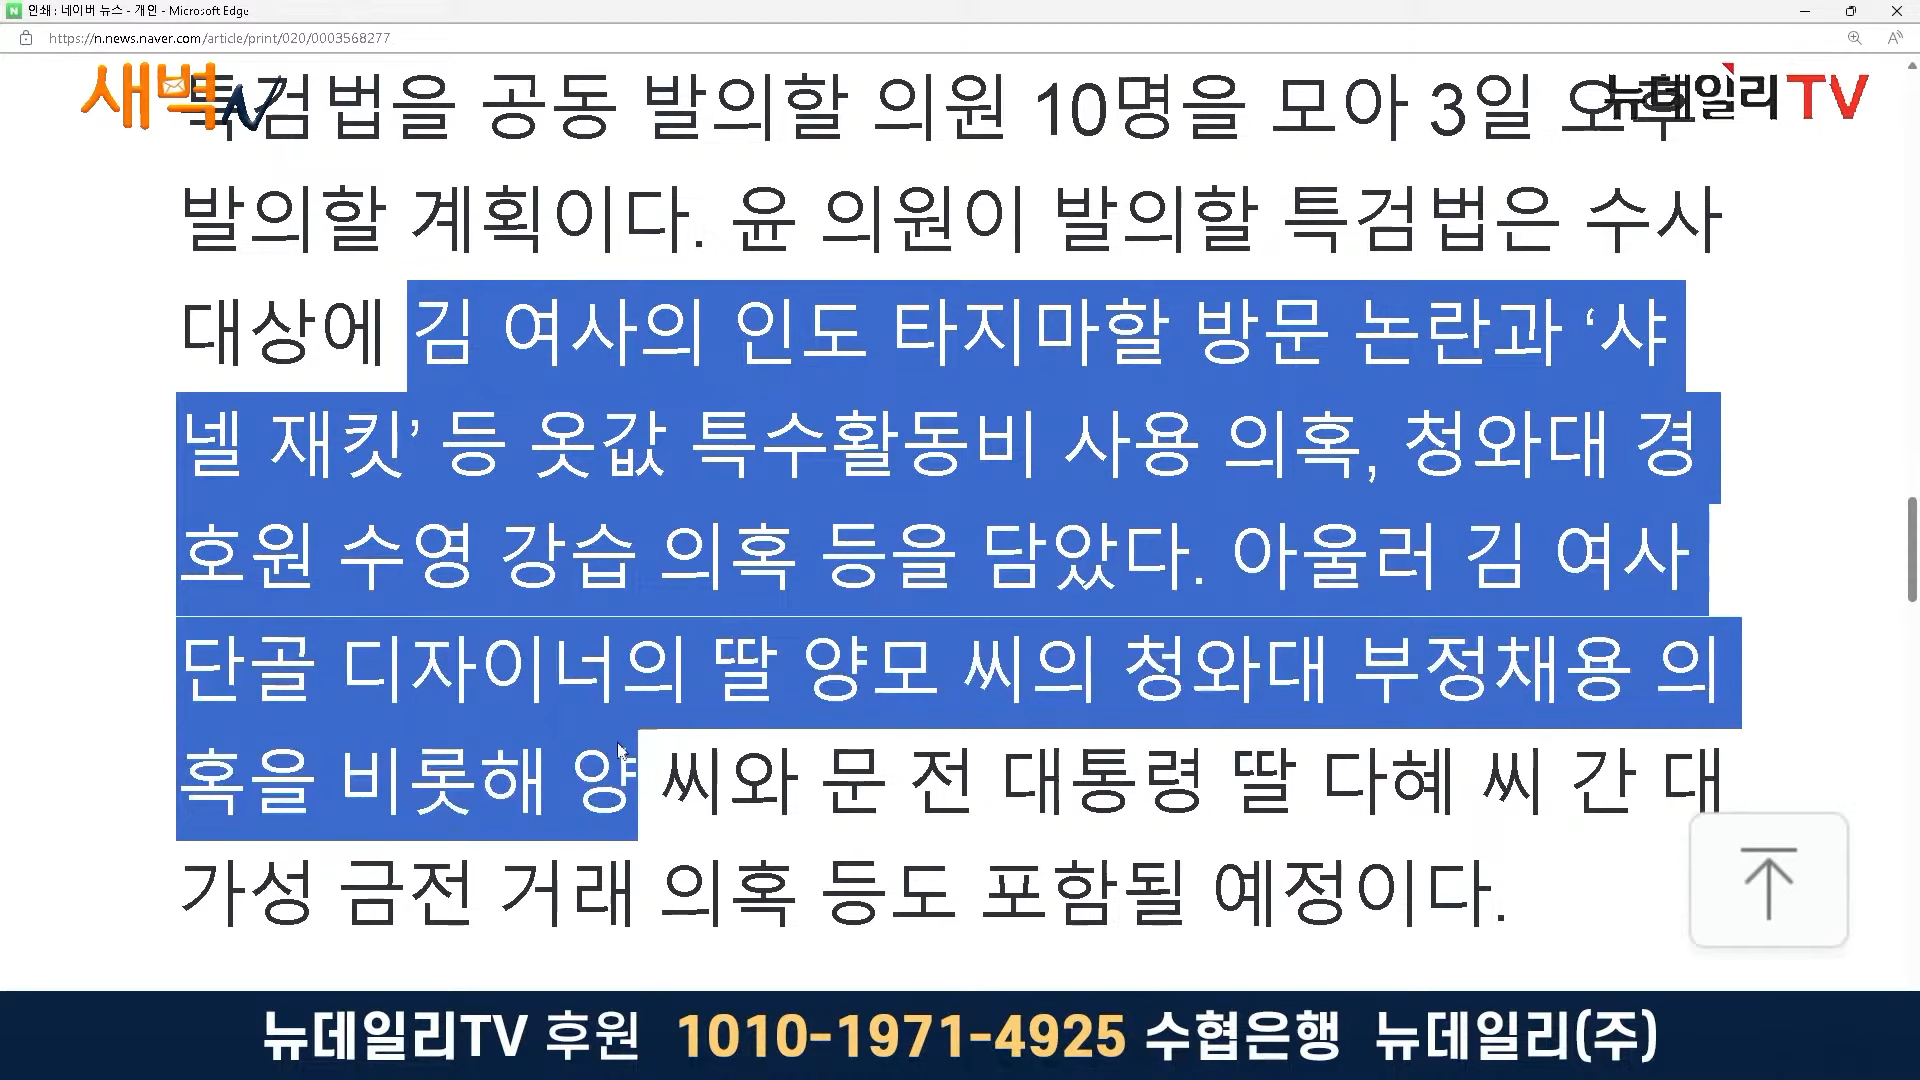 인쇄 : 네이버 뉴스 - 개인 - Microsoft Edge
https://n.news.naver.com/article/print/020/0003568277
새벽N
뉴데일리TV
특검법을 공동 발의할 의원 10명을 모아 3일 오후
발의할 계획이다. 윤 의원이 발의할 특검법은 수사
대상에 김 여사의 인도 타지마할 방문 논란과 ‘샤
넬 재킷’ 등 옷값 특수활동비 사용 의혹, 청와대 경
호원 수영 강습 의혹 등을 담았다. 아울러 김 여사
단골 디자이너의 딸 양모 씨의 청와대 부정채용 의
혹을 비롯해 양 씨와 문 전 대통령 딸 다혜 씨 간 대
가성 금전 거래 의혹 등도 포함될 예정이다.
뉴데일리TV 후원 1010-1971-4925 수협은행 뉴데일리(주)